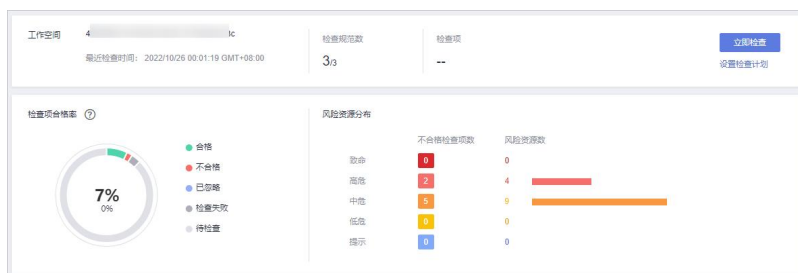 工作空间 4 lc
最近检查时间： 2022/10/26 00:01:19 GMT+08:00
检查规范数
3/3
检查项
--
立即检查
设置检查计划
检查项合格率 ?
7%
0%
合格
不合格
已忽略
检查失败
待检查
风险资源分布
不合格检查项数 风险资源数
致命 0 0
高危 2 4
中危 5 9
低危 0 0
提示 0 0